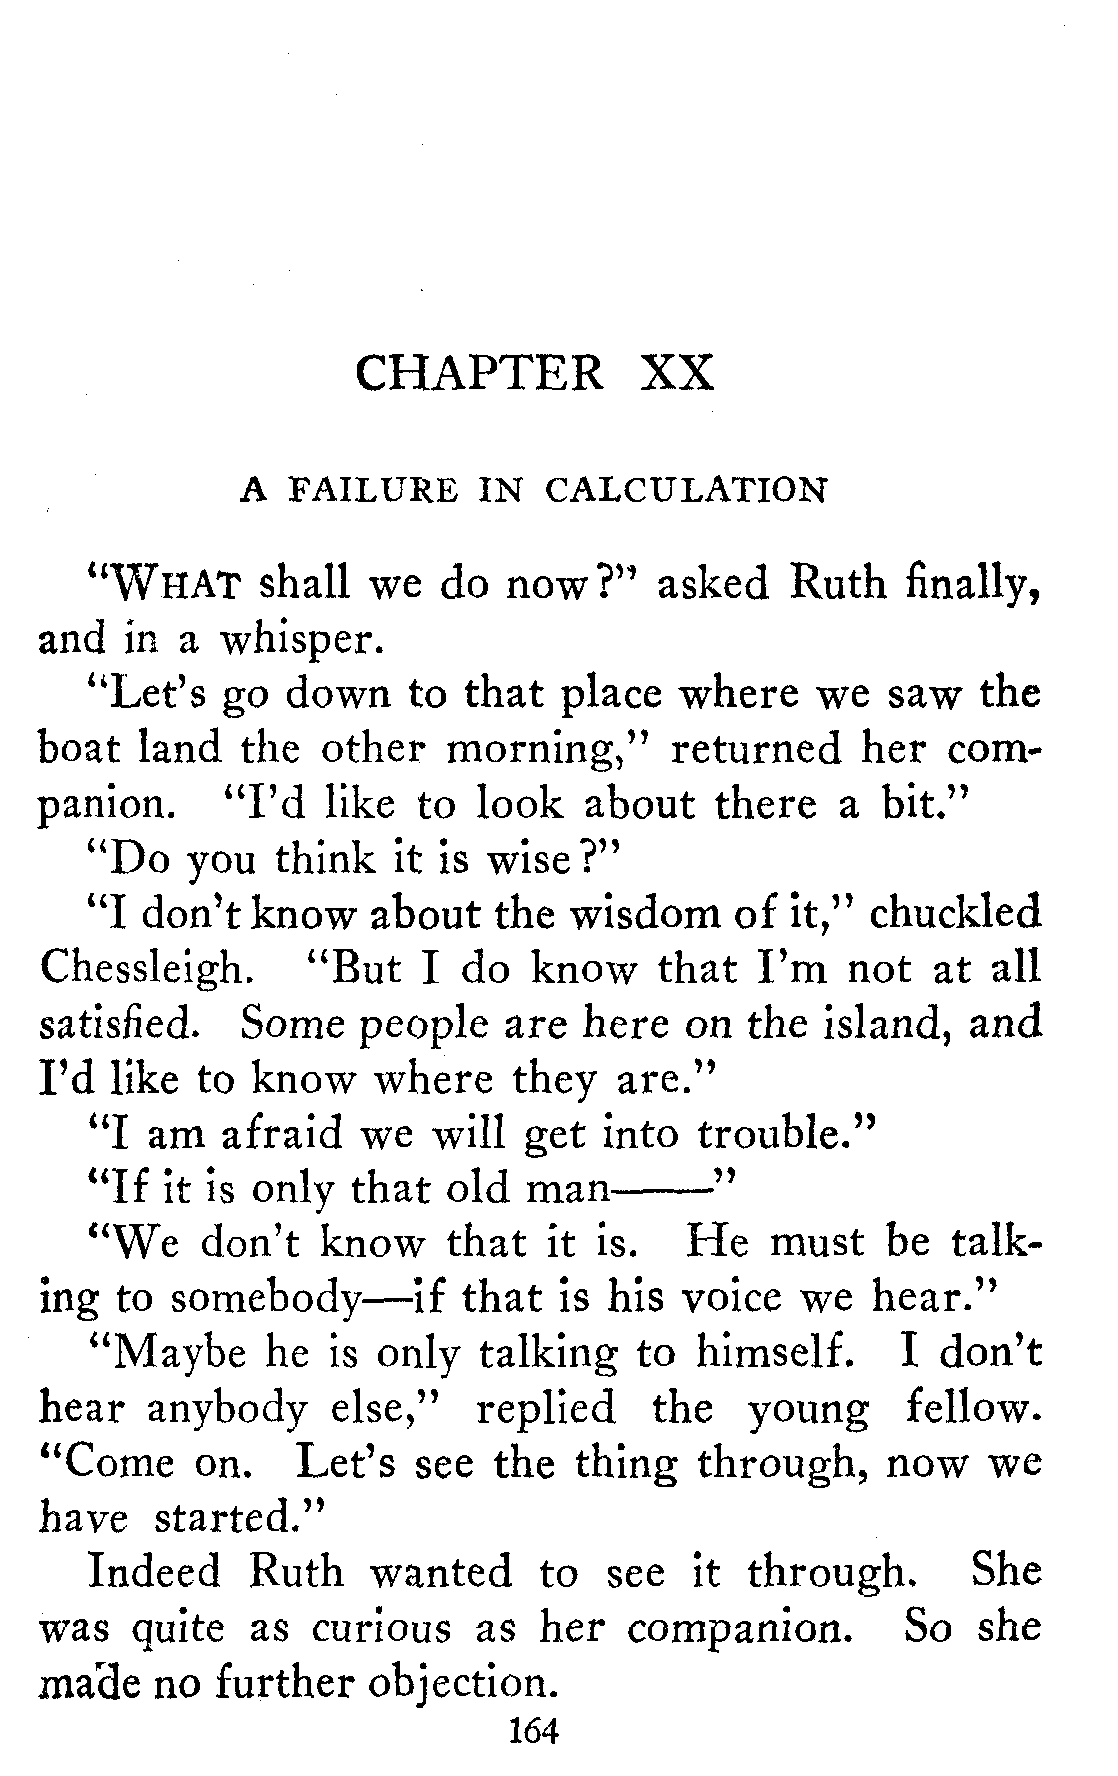 CHAPTER XX
A FAILURE IN CALCULATION
“WHAT shall we do now?” asked Ruth finally,
and in a whisper.
“Let’s go down to that place where we saw the
boat land the other morning,” returned her com-
panion. “I’d like to look about there a bit.”
“Do you think it is wise?”
“I don’t know about the wisdom of it,” chuckled
Chessleigh. “But I do know that I’m not at all
satisfied. Some people are here on the island, and
I’d like to know where they are.”
“I am afraid we will get into trouble.”
“If it is only that old man——”
“We don’t know that it is. He must be talk-
ing to somebody—if that is his voice we hear.”
“Maybe he is only talking to himself. I don’t
hear anybody else,” replied the young fellow.
“Come on. Let’s see the thing through, now we
have started.”
Indeed Ruth wanted to see it through. She
was quite as curious as her companion. So she
made no further objection.
164